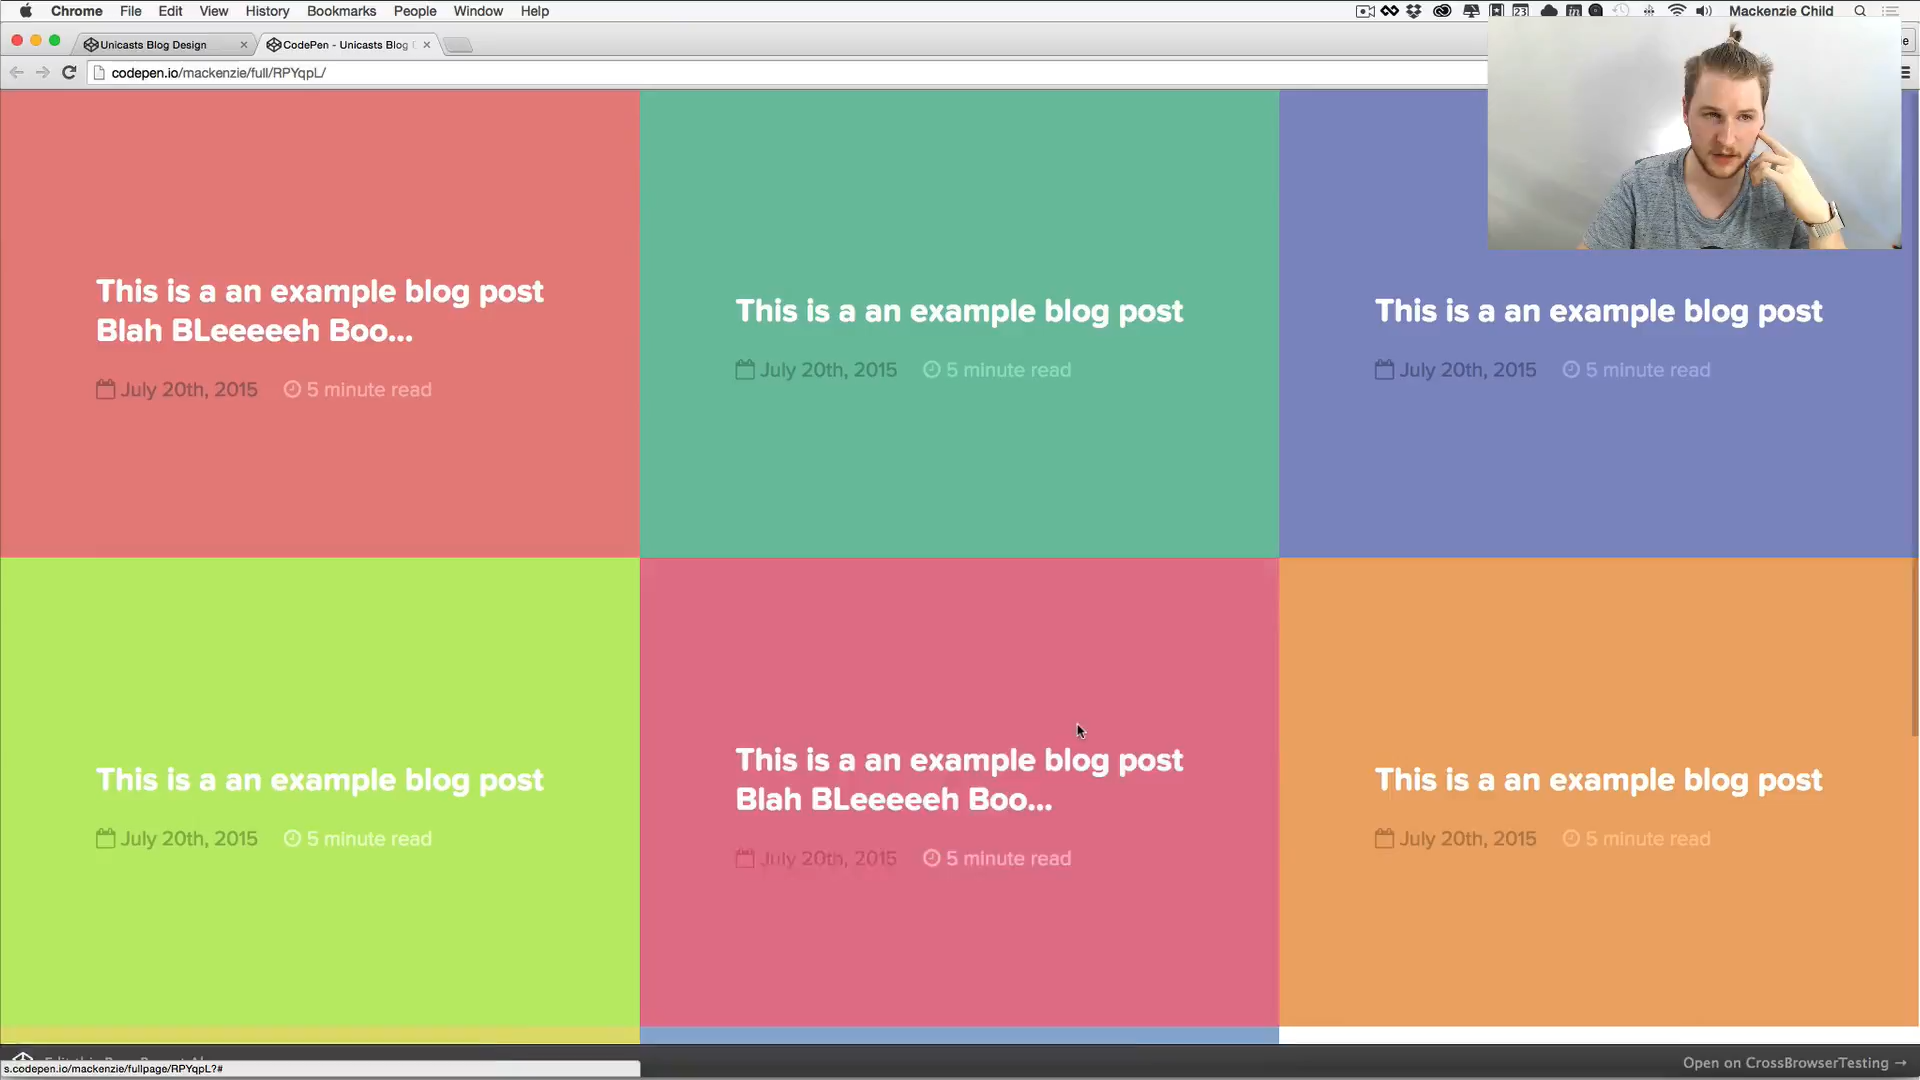 Chrome File Edit View History Bookmarks People Window Help
23
Mackenzie Child
Unicasts Blog Design
CodePen - Unicasts Blog
codepen.io/mackenzie/full/RPYqpL/
This is a an example blog post
Blah BLeeeeeh Boo...
July 20th, 2015 5 minute read
This is a an example blog post
July 20th, 2015 5 minute read
This is a an example blog post
July 20th, 2015 5 minute read
This is a an example blog post
July 20th, 2015 5 minute read
This is a an example blog post
Blah BLeeeeeh Boo...
July 20th, 2015 5 minute read
This is a an example blog post
July 20th, 2015 5 minute read
s.codepen.io/mackenzie/fullpage/RPYqpL?#
Open on CrossBrowserTesting →